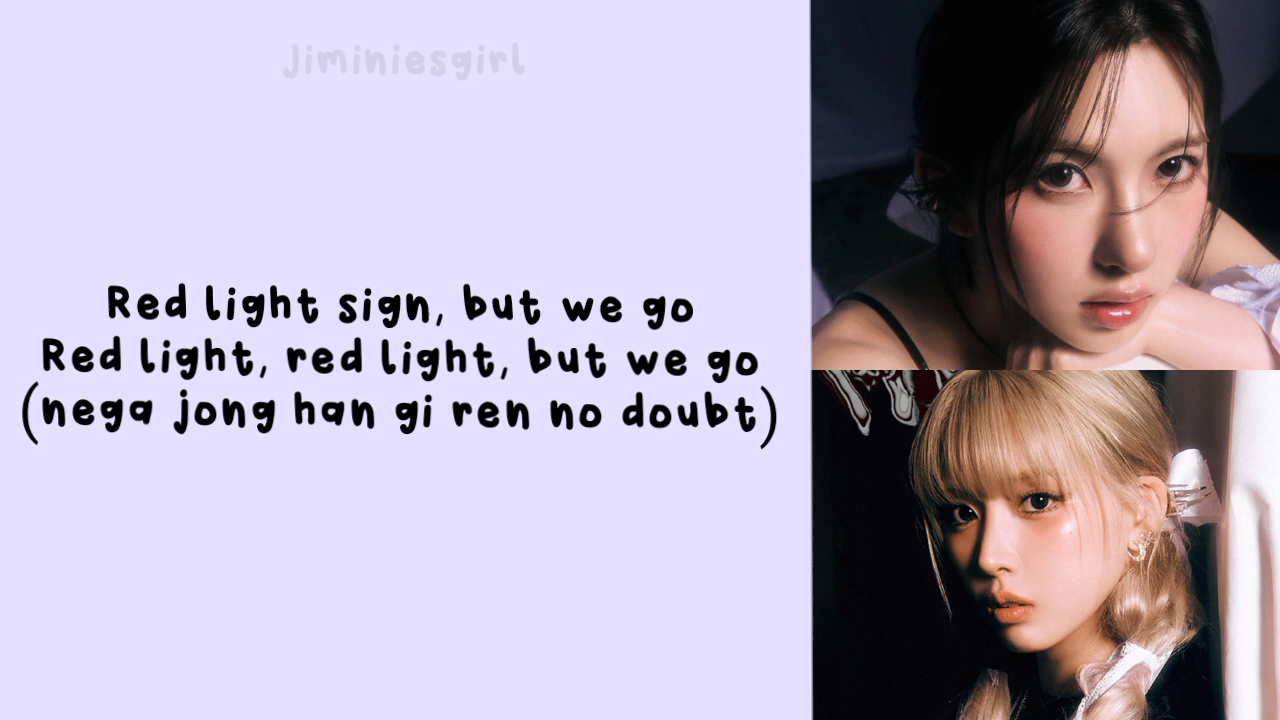 Jiminiesgirl
Red light sign, but we go
Red light, red light, but we go
(nega jong han gi ren no doubt)